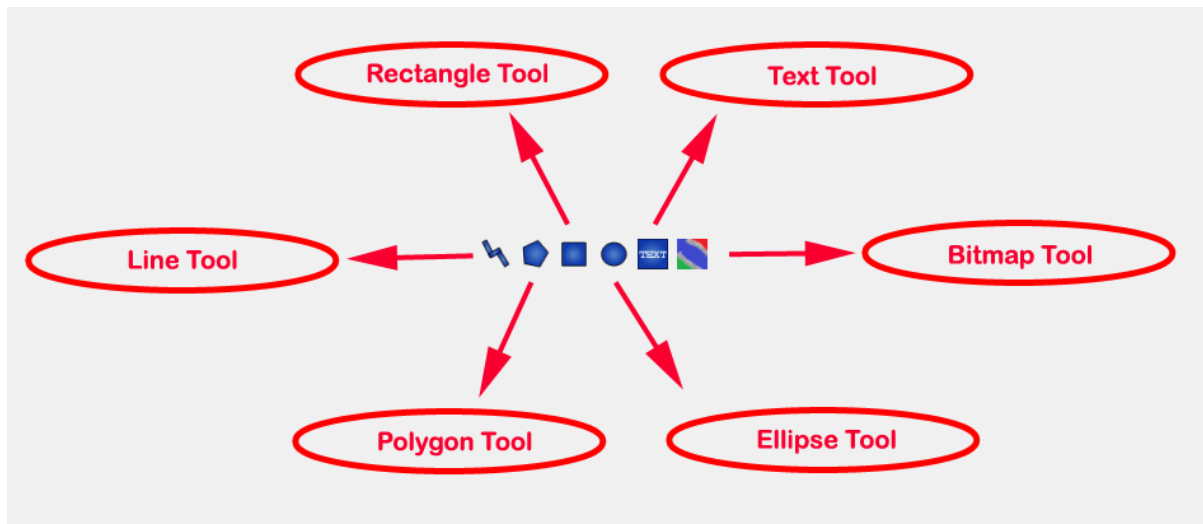 Rectangle Tool
Text Tool
Line Tool
TEXT
Bitmap Tool
Polygon Tool
Ellipse Tool